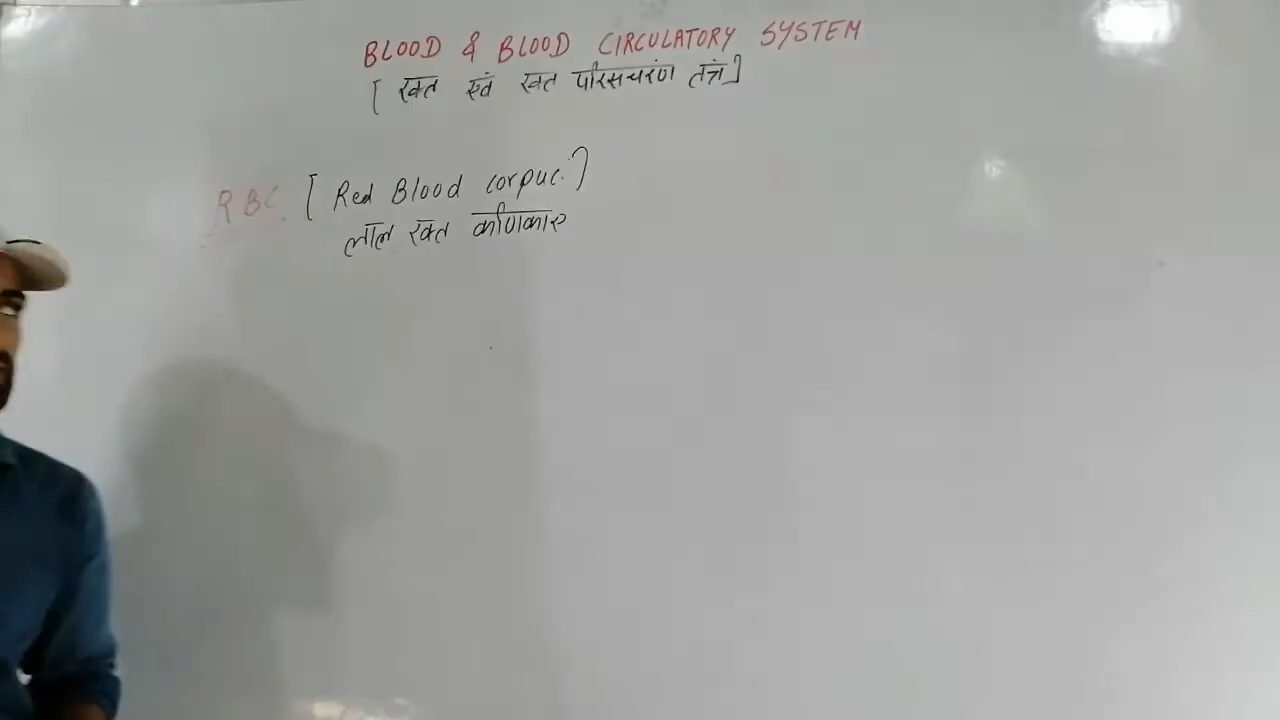 BLOOD & BLOOD CIRCULATORY SYSTEM
[ रक्त एवं रक्त परिसंचरण तंत्र ]
RBC. [ Red Blood corpuc. ]
लाल रक्त कणिकाएं